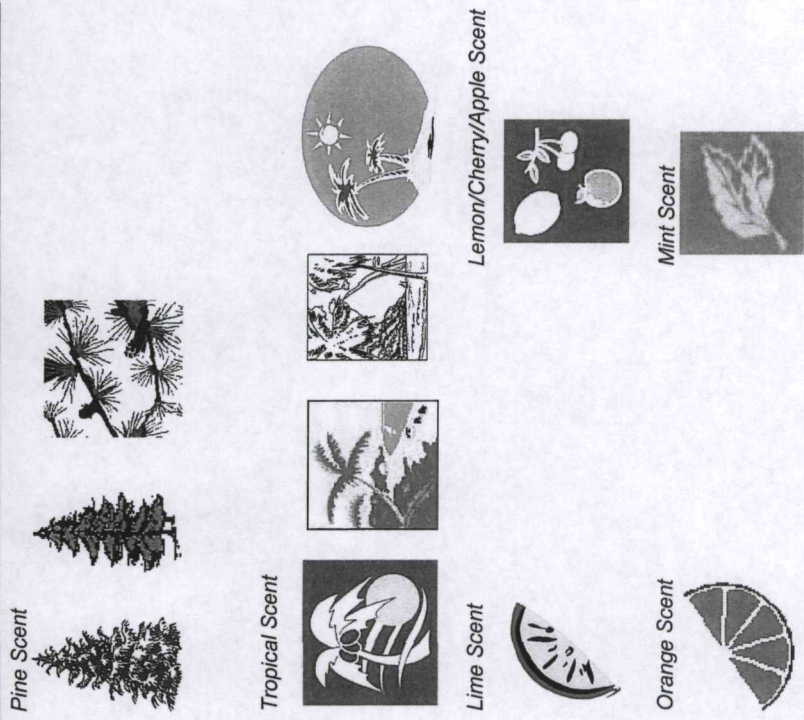 Pine Scent
Tropical Scent
Lime Scent
Lemon/Cherry/Apple Scent
Orange Scent
Mint Scent